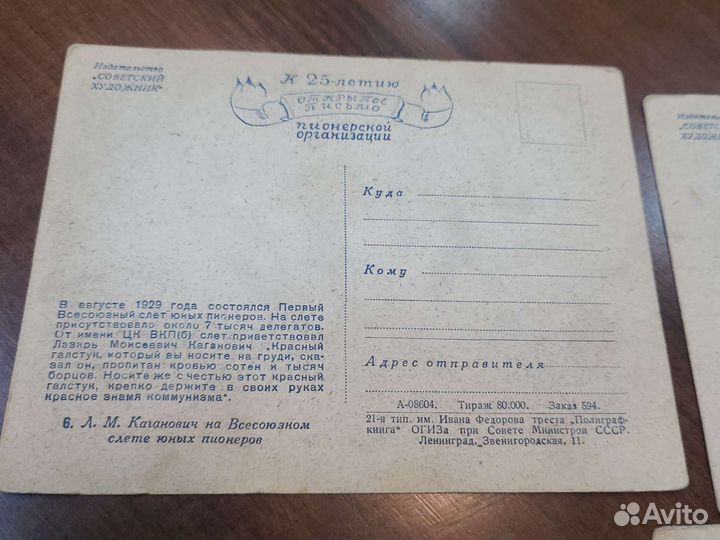 Издательство
„СОВЕТСКИЙ
ХУДОЖНИК“
К 25-летию
ОТКРЫТОЕ
ПИСЬМО
пионерской
организации
Куда
Кому
Адрес отправителя
В августе 1929 года состоялся Первый
Всесоюзный слет юных пионеров. На слете
присутствовало около 7 тысяч делегатов.
От имени ЦК ВКП(б) слет приветствовал
Лазарь Моисеевич Каганович „Красный
галстук, который вы носите на груди, ска-
зал он, пропитан кровью сотен и тысяч
борцов. Носите же с честью этот красный
галстук, крепко держите в своих руках
красное знамя коммунизма“.
6. Л. М. Каганович на Всесоюзном
слете юных пионеров
А-08604. Тираж 80.000. Заказ 594.
21-я тип. им. Ивана Федорова треста „Полиграф-
книга“ ОГИЗа при Совете Министров СССР.
Ленинград, Звенигородская, 11.
Издатель
„СОВЕТ
ХУДОЖ
Avito